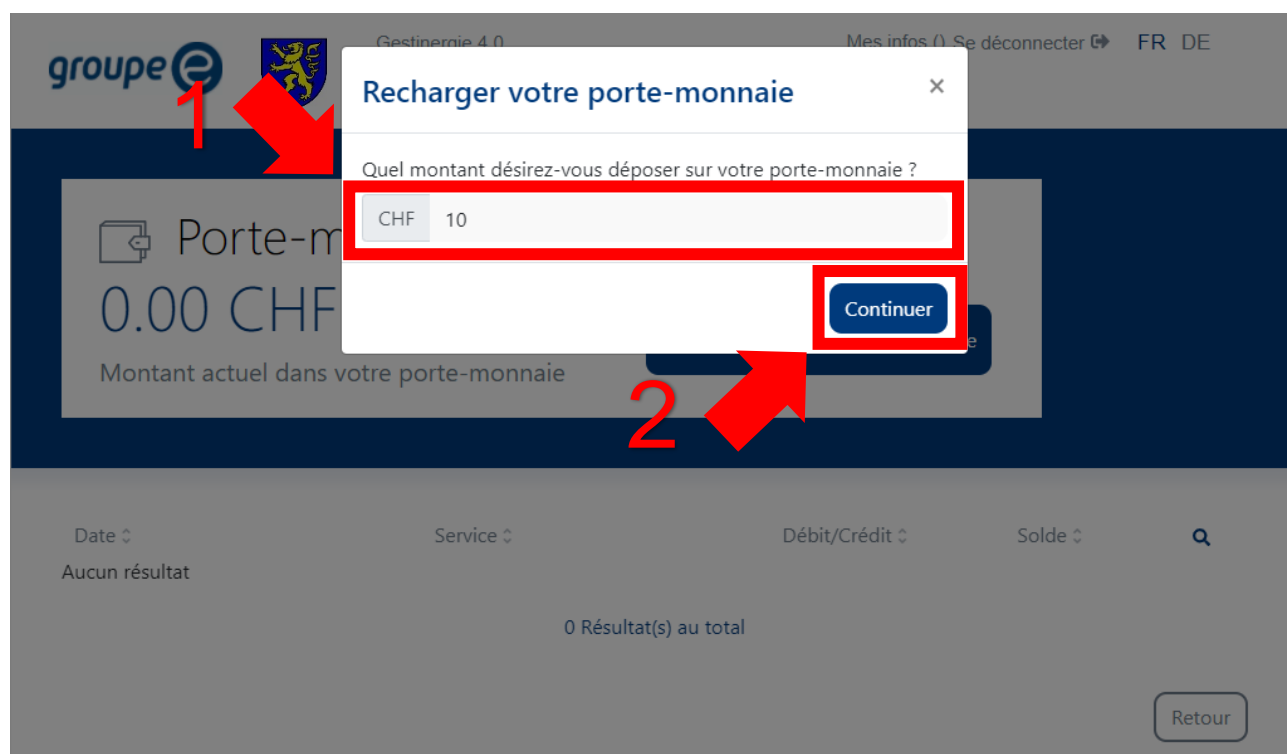 groupe e
Gestinergie 4.0
Mes infos () Se déconnecter
FR DE
1
Recharger votre porte-monnaie
×
Quel montant désirez-vous déposer sur votre porte-monnaie ?
CHF 10
Continuer
Porte-m
0.00 CHF
e
Montant actuel dans votre porte-monnaie
2
Date Service Débit/Crédit Solde
Aucun résultat
0 Résultat(s) au total
Retour